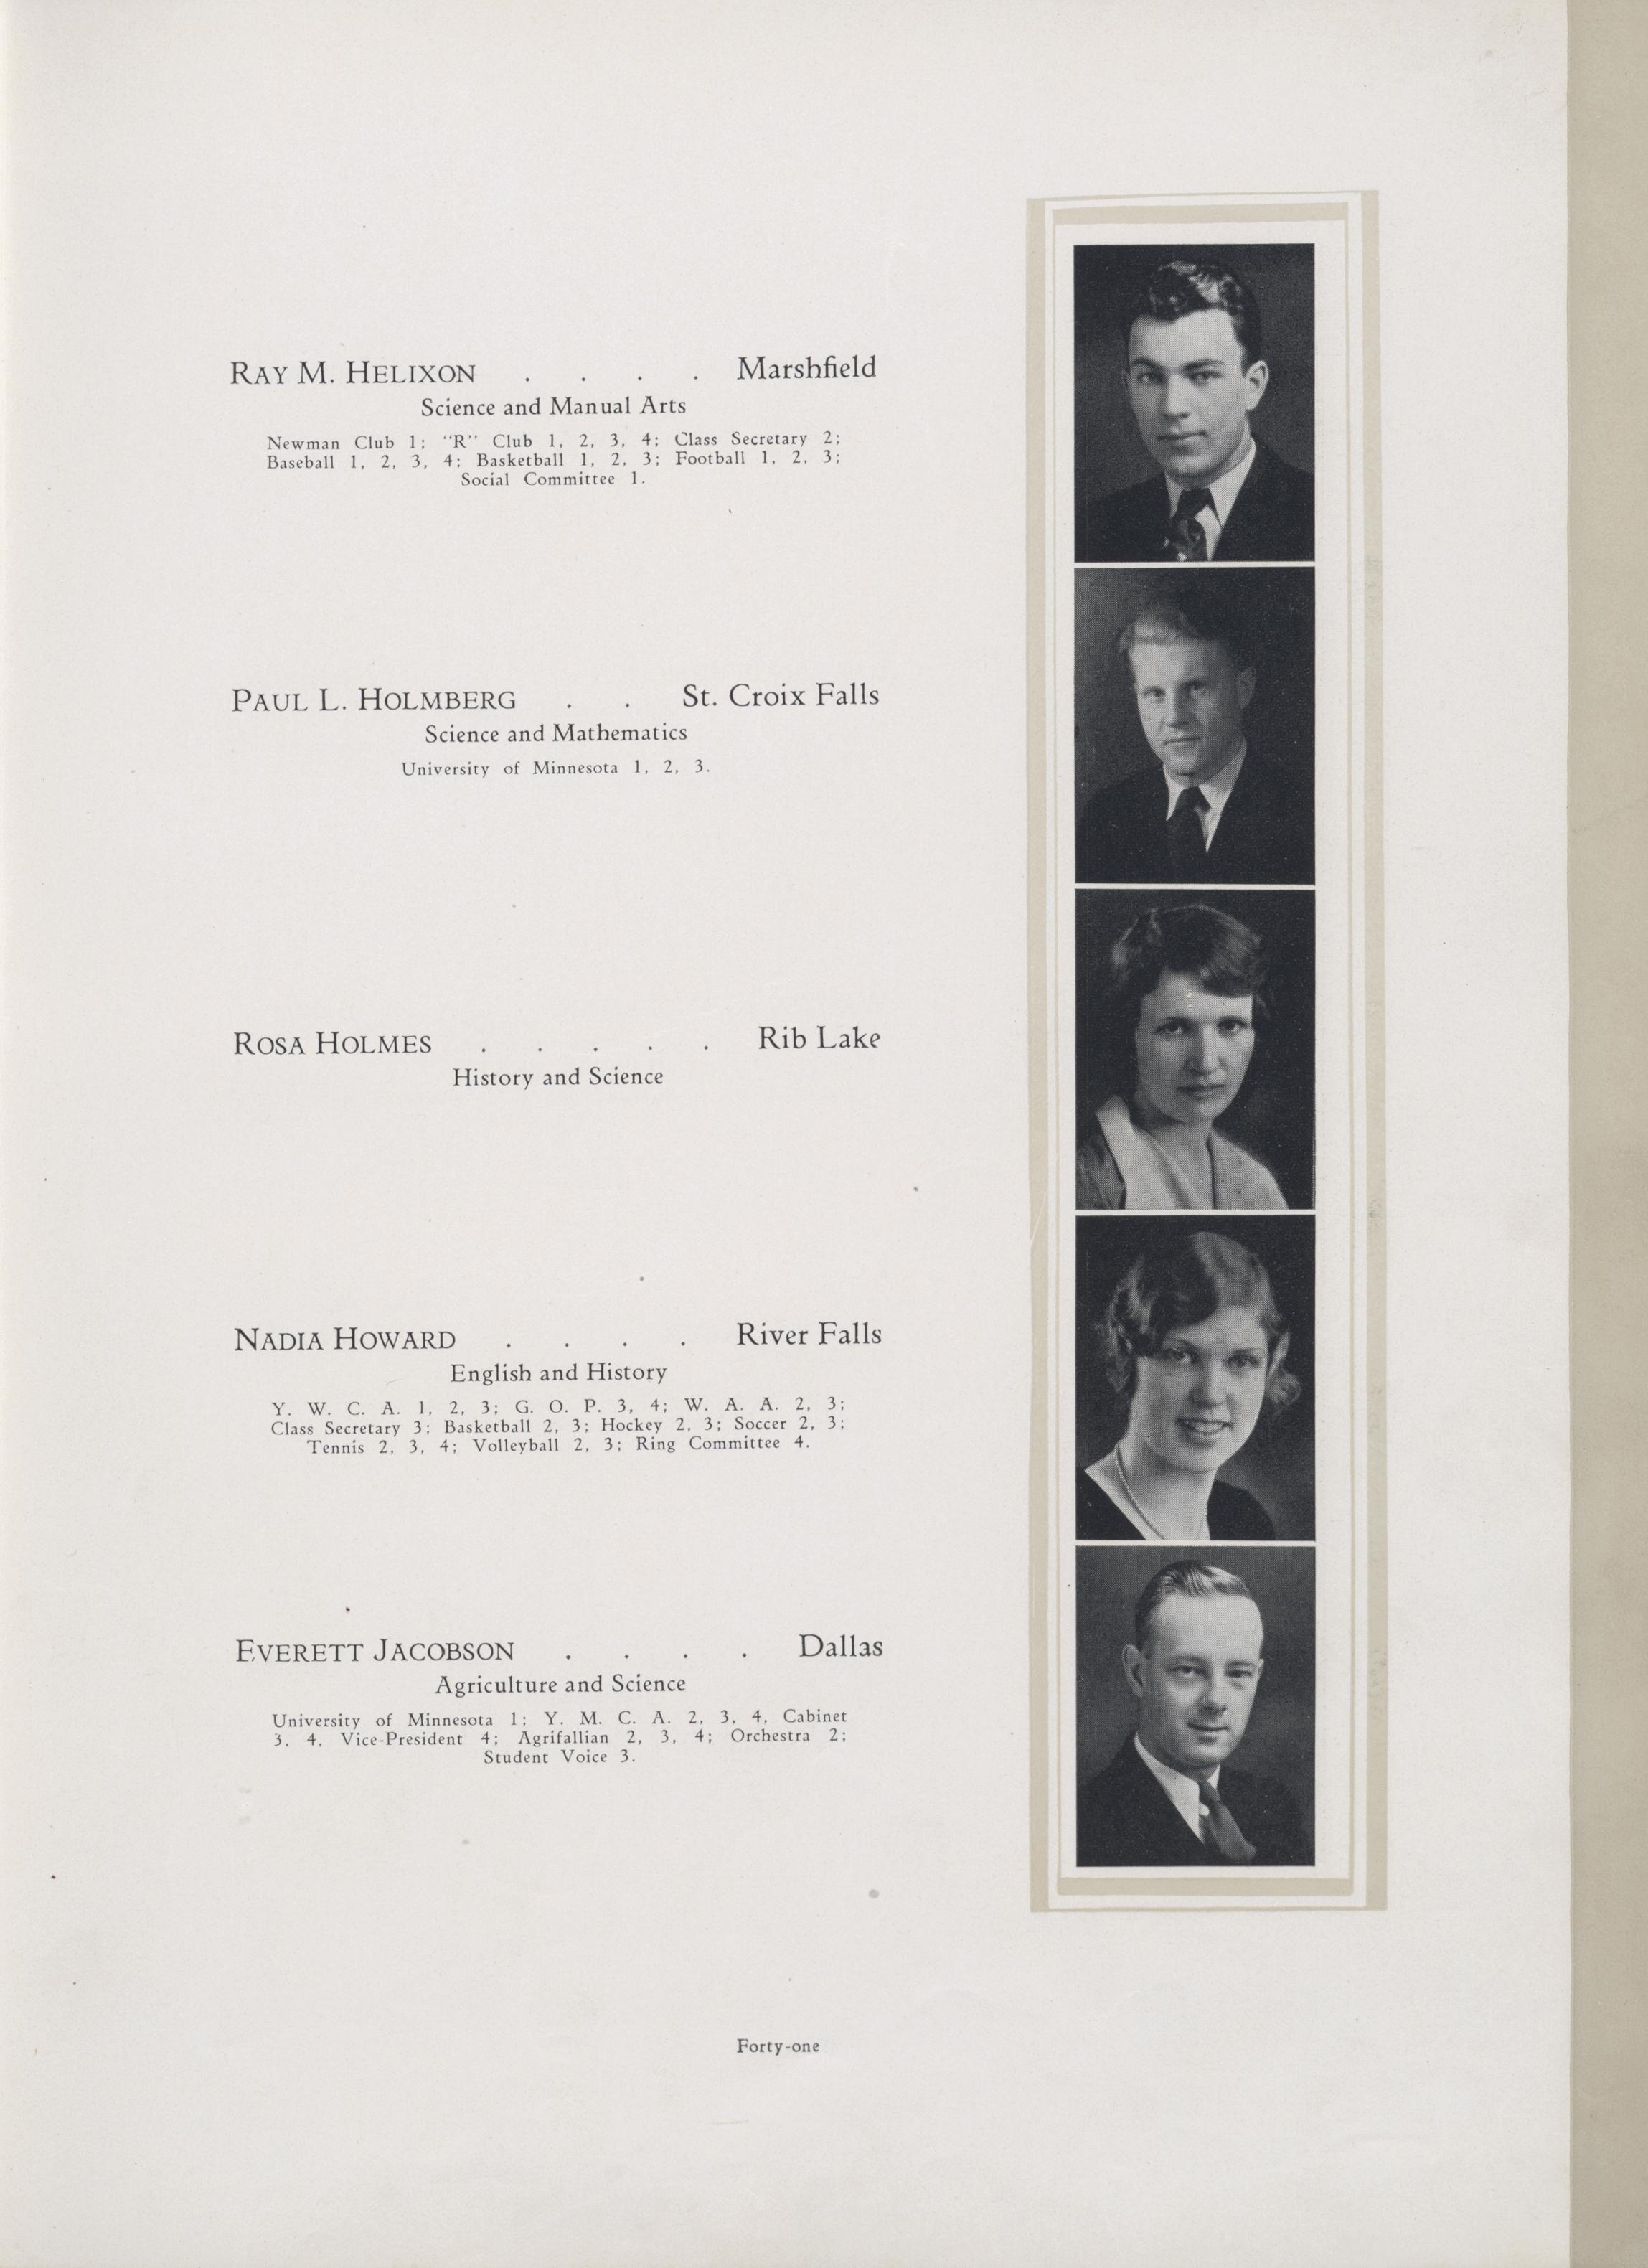 RAY M. HELIXON . . . . Marshfield
Science and Manual Arts
Newman Club 1; "R" Club 1, 2, 3, 4; Class Secretary 2;
Baseball 1, 2, 3, 4; Basketball 1, 2, 3; Football 1, 2, 3;
Social Committee 1.
PAUL L. HOLMBERG . . St. Croix Falls
Science and Mathematics
University of Minnesota 1, 2, 3.
ROSA HOLMES . . . . . Rib Lake
History and Science
NADIA HOWARD . . . . River Falls
English and History
Y. W. C. A. 1, 2, 3; G. O. P. 3, 4; W. A. A. 2, 3;
Class Secretary 3; Basketball 2, 3; Hockey 2, 3; Soccer 2, 3;
Tennis 2, 3, 4; Volleyball 2, 3; Ring Committee 4.
EVERETT JACOBSON . . . . Dallas
Agriculture and Science
University of Minnesota 1; Y. M. C. A. 2, 3, 4, Cabinet
3, 4, Vice-President 4; Agrifallian 2, 3, 4; Orchestra 2;
Student Voice 3.
Forty-one